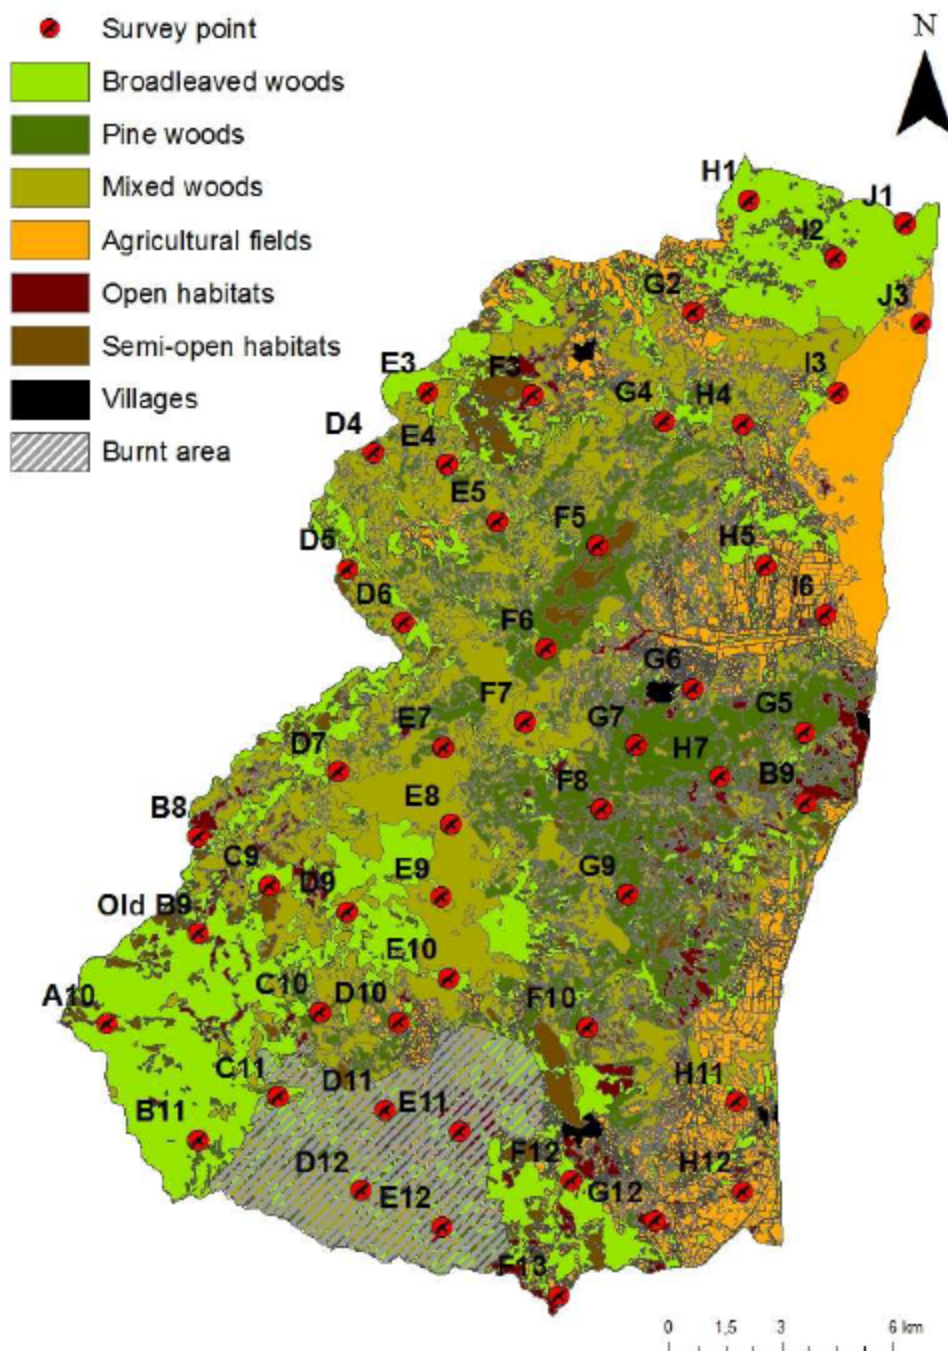 Survey point
Broadleaved woods
Pine woods
Mixed woods
Agricultural fields
Open habitats
Semi-open habitats
Villages
Burnt area
N
H1
J1
I2
G2
J3
E3
F3
I3
G4
H4
D4
E4
E5
F5
H5
D5
D6
I6
F6
G6
F7
G5
E7
G7
D7
H7
B9
F8
E8
B8
C9
D9
E9
G9
Old B9
E10
C10
D10
F10
A10
C11
D11
E11
H11
B11
F12
D12
H12
E12
G12
F13
0 1,5 3 6 km